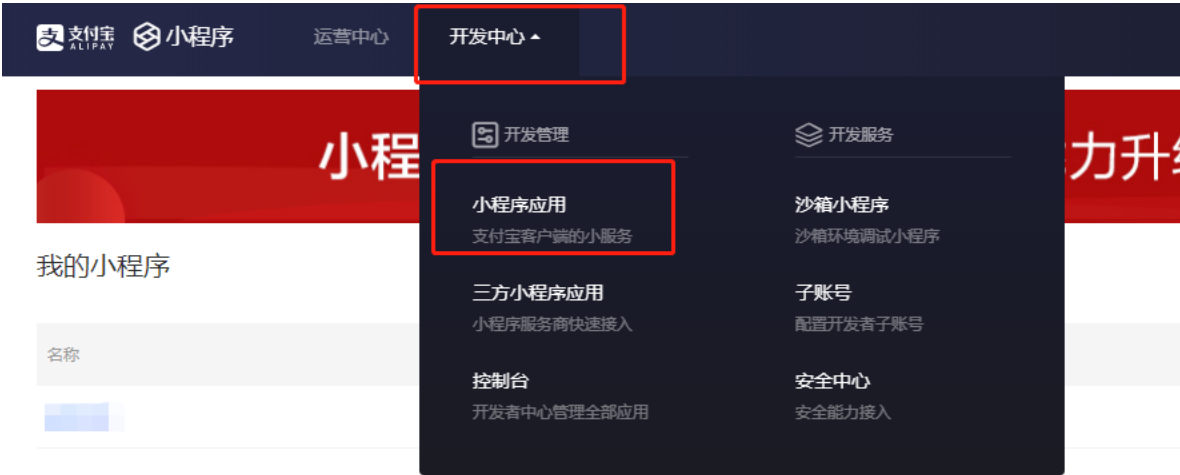 支付宝 小程序 运营中心 开发中心
ALIPAY
小程
力升
开发管理 开发服务
小程序应用 沙箱小程序
支付宝客户端的小服务 沙箱环境调试小程序
我的小程序
三方小程序应用 子账号
小程序服务商快速接入 配置开发者子账号
名称
控制台 安全中心
开发者中心管理全部应用 安全能力接入